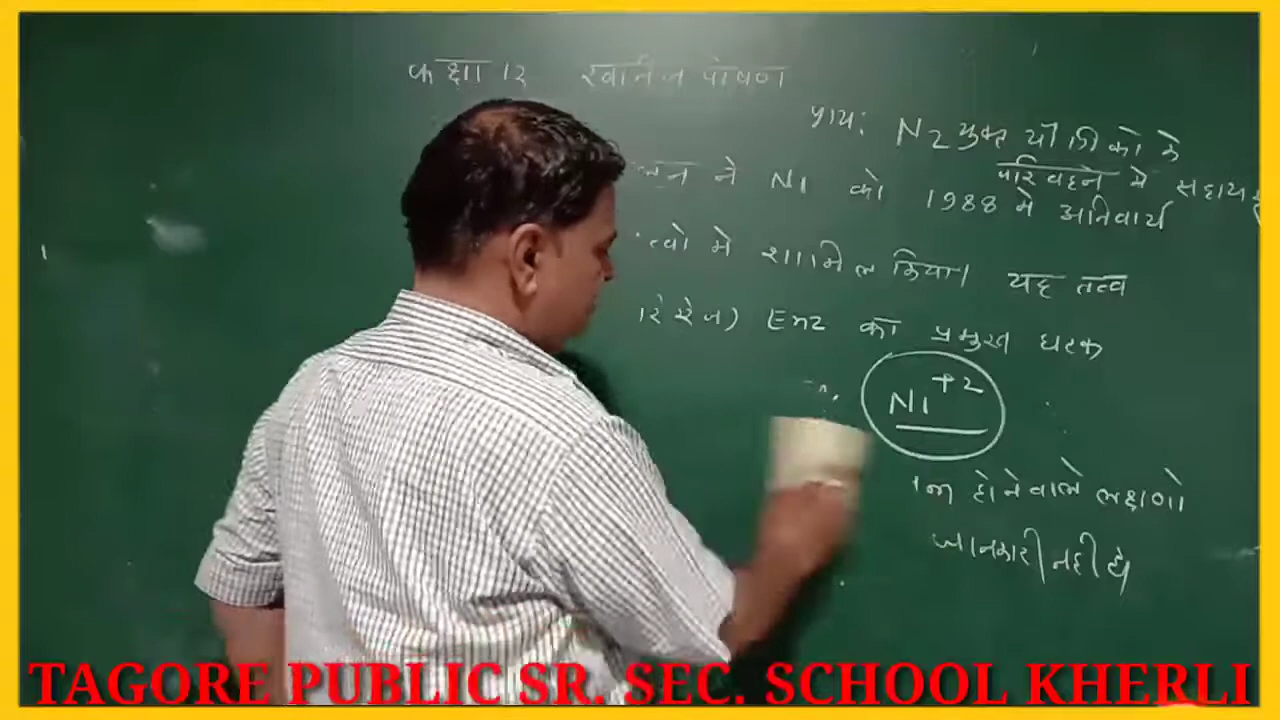 कक्षा 12 खनिज पोषण
प्राय: N2 युक्त यौगिको के
परिवहन मे सहायक
ने Ni को 1988 मे अनिवार्य
त्वो मे शामिल किया। यह तत्व
Enz का प्रमुख घटक
Ni+2
होने वाले लक्षणो
जानकारी नही है
TAGORE PUBLIC SR. SEC. SCHOOL KHERLI